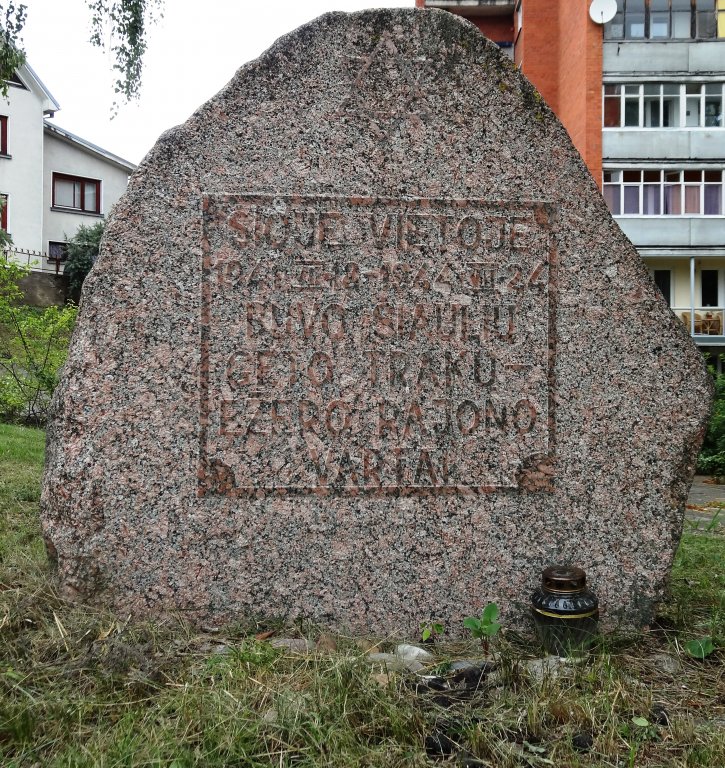 ŠIOJE VIETOJE
1941 VII 18-1944 VII 24
BUVO ŠIAULIŲ
GETO TRAKŲ-
EŽERO RAJONO
VARTAI